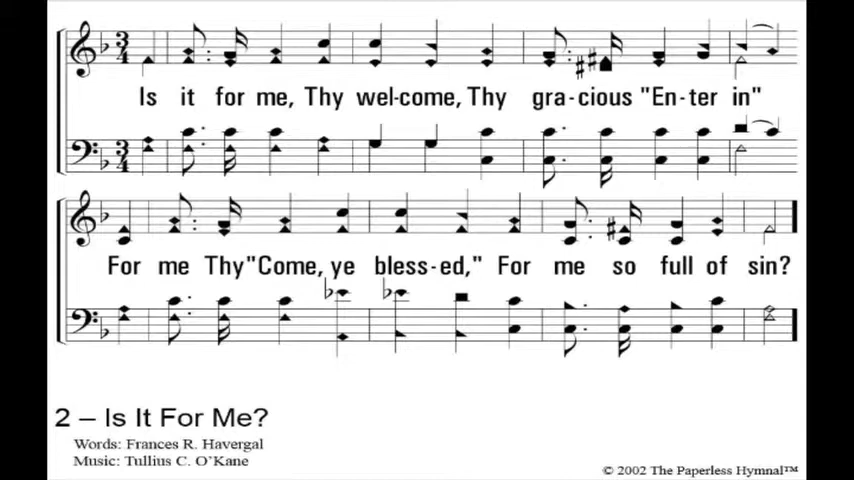 Is it for me, Thy wel-come, Thy gra-cious "En-ter in"
For me Thy "Come, ye bless-ed," For me so full of sin?
2 – Is It For Me?
Words: Frances R. Havergal
Music: Tullius C. O'Kane
© 2002 The Paperless Hymnal™